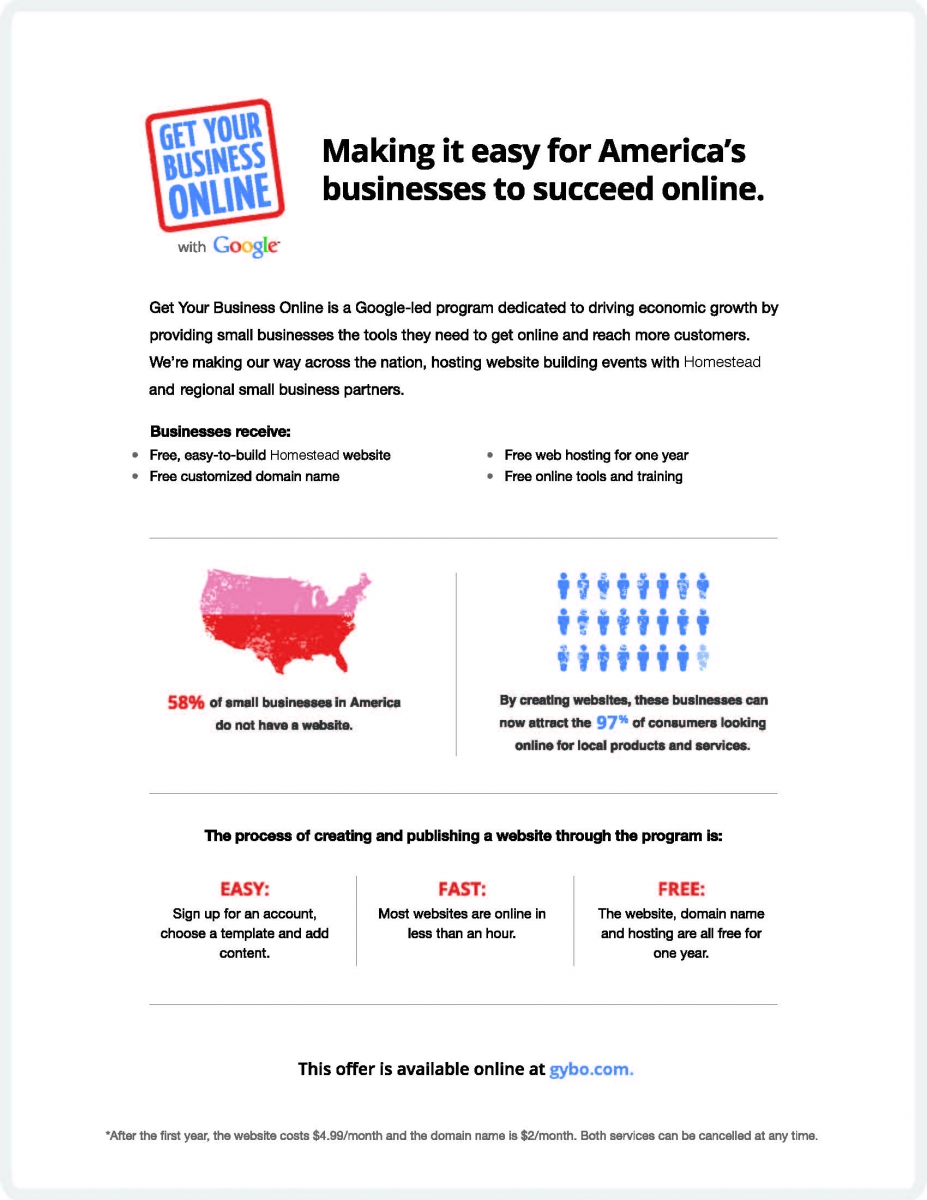 GET YOUR
BUSINESS
ONLINE
with Google™
Making it easy for America’s
businesses to succeed online.
Get Your Business Online is a Google-led program dedicated to driving economic growth by
providing small businesses the tools they need to get online and reach more customers.
We’re making our way across the nation, hosting website building events with Homestead
and regional small business partners.
Businesses receive:
• Free, easy-to-build Homestead website
• Free customized domain name
• Free web hosting for one year
• Free online tools and training
58% of small businesses in America
do not have a website.
By creating websites, these businesses can
now attract the 97% of consumers looking
online for local products and services.
The process of creating and publishing a website through the program is:
EASY:
Sign up for an account,
choose a template and add
content.
FAST:
Most websites are online in
less than an hour.
FREE:
The website, domain name
and hosting are all free for
one year.
This offer is available online at gybo.com.
*After the first year, the website costs $4.99/month and the domain name is $2/month. Both services can be cancelled at any time.